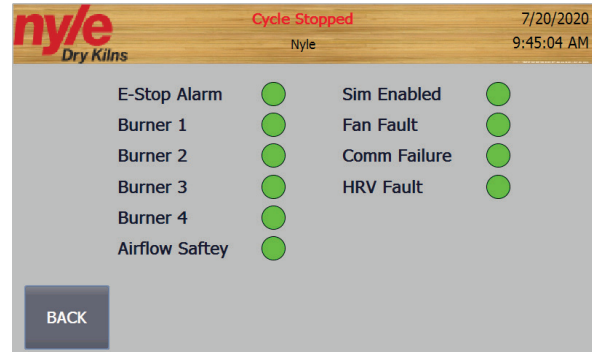 nyle
Dry Kilns
Cycle Stopped
Nyle
7/20/2020
9:45:04 AM
E-Stop Alarm
Burner 1
Burner 2
Burner 3
Burner 4
Airflow Saftey
Sim Enabled
Fan Fault
Comm Failure
HRV Fault
BACK